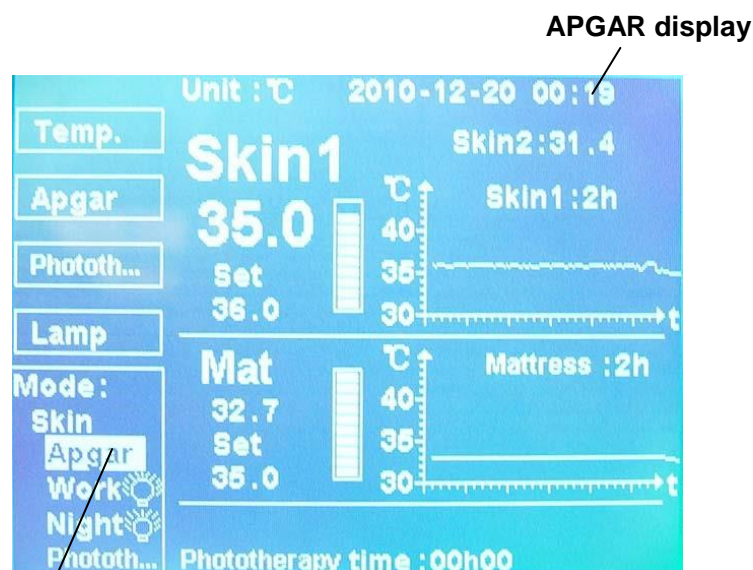 APGAR display
Unit :℃ 2010-12-20 00:19
Temp.
Apgar
Phototh...
Lamp
Mode:
Skin
Apgar
Work
Night
Phototh...
Skin1
35.0
Set
36.0
Skin2:31.4
Skin1:2h
℃
40
35
30
t
Mat
32.7
Set
35.0
Mattress :2h
℃
40
35
30
t
Phototherapy time :00h00